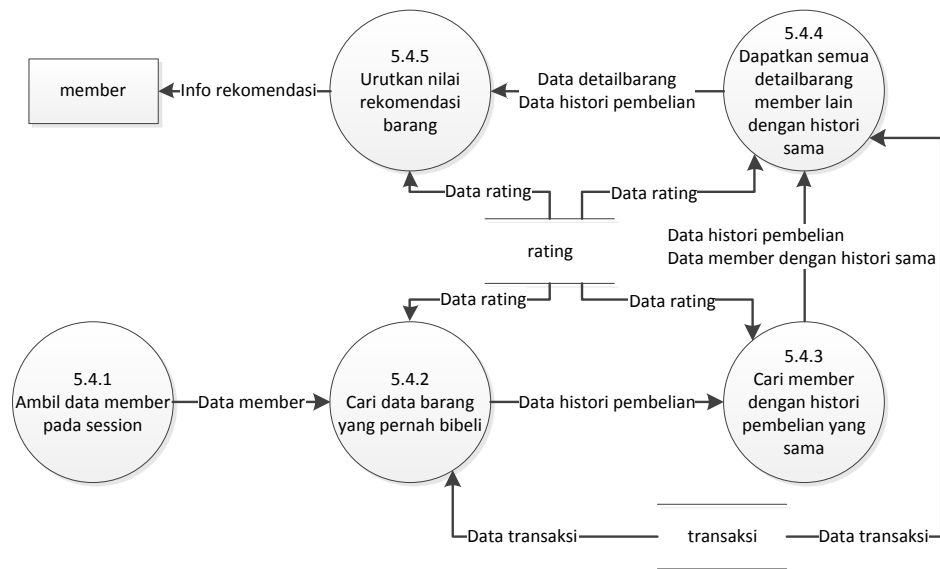 5.4.5
Urutkan nilai
rekomendasi
barang
5.4.4
Dapatkan semua
detailbarang
member lain
dengan histori
sama
member
Info rekomendasi
Data detailbarang
Data histori pembelian
Data rating
Data rating
rating
Data histori pembelian
Data member dengan histori sama
Data rating
Data rating
5.4.1
Ambil data member
pada session
Data member
5.4.2
Cari data barang
yang pernah bibeli
Data histori pembelian
5.4.3
Cari member
dengan histori
pembelian yang
sama
Data transaksi
transaksi
Data transaksi